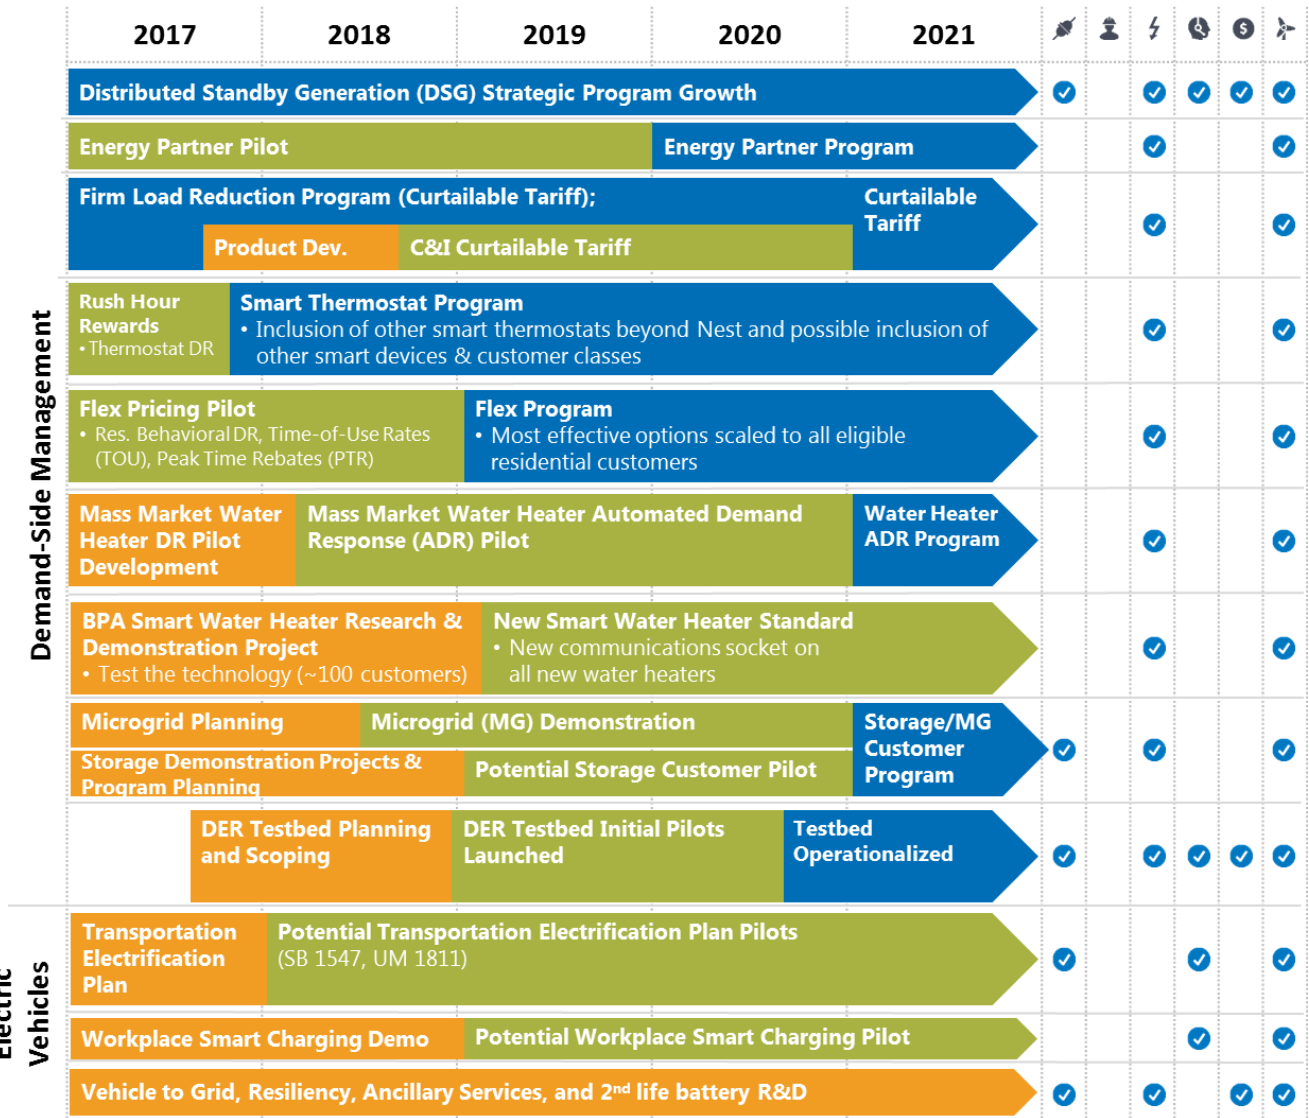 2017 2018 2019 2020 2021
Distributed Standby Generation (DSG) Strategic Program Growth
Energy Partner Pilot
Energy Partner Program
Firm Load Reduction Program (Curtailable Tariff);
Curtailable
Tariff
Product Dev.
C&I Curtailable Tariff
Demand-Side Management
Rush Hour
Rewards
• Thermostat DR
Smart Thermostat Program
• Inclusion of other smart thermostats beyond Nest and possible inclusion of
other smart devices & customer classes
Flex Pricing Pilot
• Res. Behavioral DR, Time-of-Use Rates
(TOU), Peak Time Rebates (PTR)
Flex Program
• Most effective options scaled to all eligible
residential customers
Mass Market Water
Heater DR Pilot
Development
Mass Market Water Heater Automated Demand
Response (ADR) Pilot
Water Heater
ADR Program
BPA Smart Water Heater Research &
Demonstration Project
• Test the technology (~100 customers)
New Smart Water Heater Standard
• New communications socket on
all new water heaters
Microgrid Planning
Microgrid (MG) Demonstration
Storage/MG
Customer
Program
Storage Demonstration Projects &
Program Planning
Potential Storage Customer Pilot
DER Testbed Planning
and Scoping
DER Testbed Initial Pilots
Launched
Testbed
Operationalized
Electric
Vehicles
Transportation
Electrification
Plan
Potential Transportation Electrification Plan Pilots
(SB 1547, UM 1811)
Workplace Smart Charging Demo
Potential Workplace Smart Charging Pilot
Vehicle to Grid, Resiliency, Ancillary Services, and 2nd life battery R&D